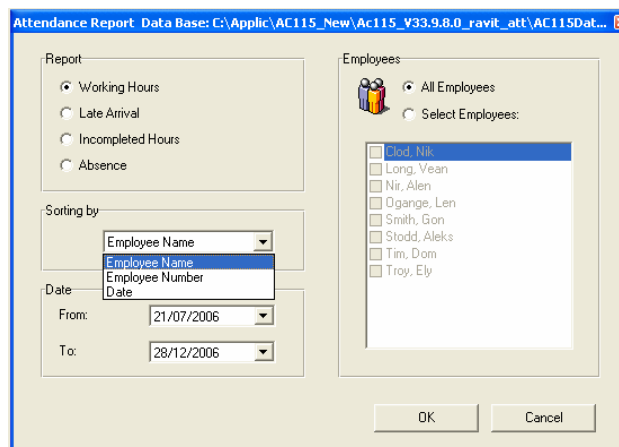 Attendance Report Data Base: C:\Applic\AC115_New\Ac115_V33.9.8.0_ravit_att\AC115Dat...
Report
Working Hours
Late Arrival
Incompleted Hours
Absence
Sorting by
Employee Name
Employee Name
Employee Number
Date
Date
From:
21/07/2006
To:
28/12/2006
Employees
All Employees
Select Employees:
Clod, Nik
Long, Vean
Nir, Alen
Ogange, Len
Smith, Gon
Stodd, Aleks
Tim, Dom
Troy, Ely
OK
Cancel